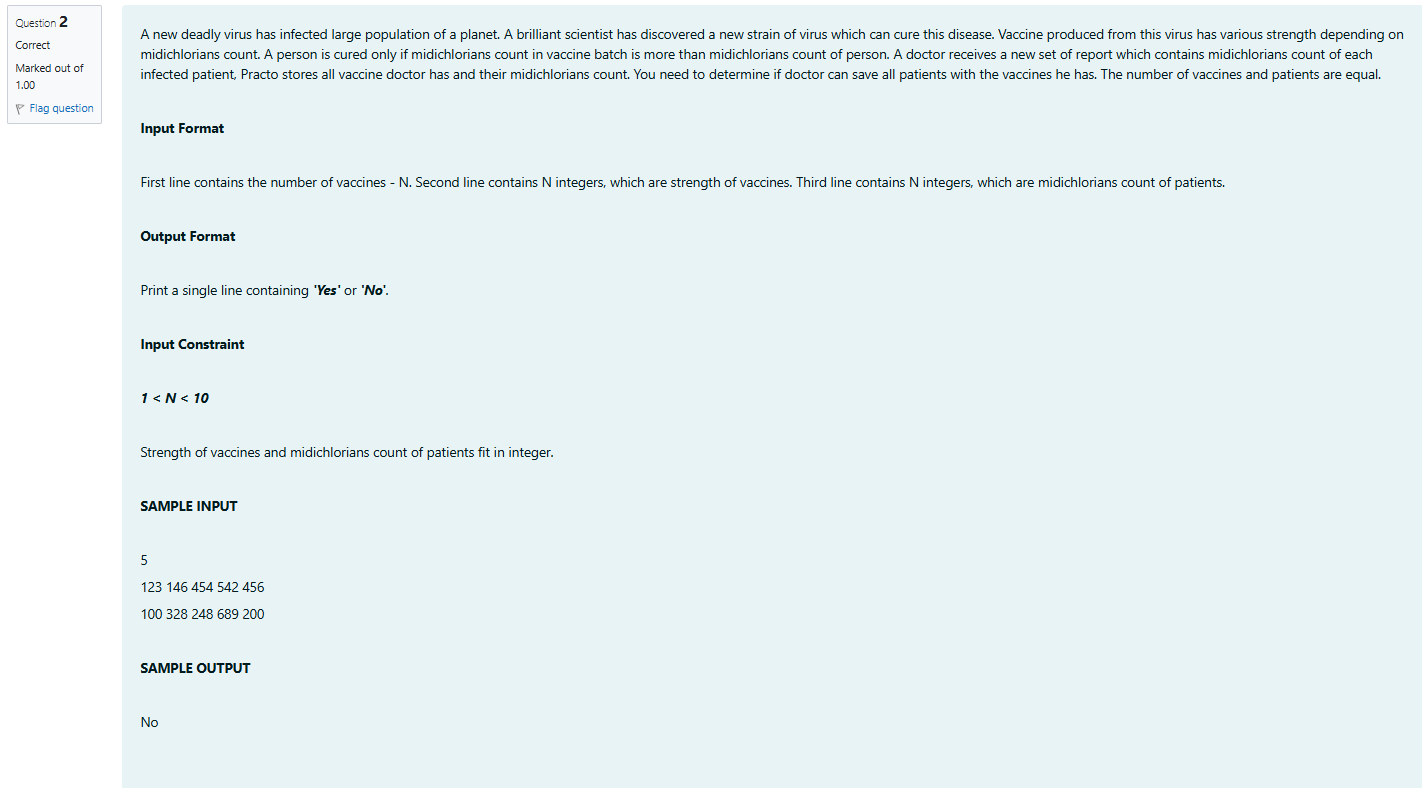 Question 2
Correct
Marked out of
1.00
Flag question
A new deadly virus has infected large population of a planet. A brilliant scientist has discovered a new strain of virus which can cure this disease. Vaccine produced from this virus has various strength depending on
midichlorians count. A person is cured only if midichlorians count in vaccine batch is more than midichlorians count of person. A doctor receives a new set of report which contains midichlorians count of each
infected patient, Practo stores all vaccine doctor has and their midichlorians count. You need to determine if doctor can save all patients with the vaccines he has. The number of vaccines and patients are equal.
Input Format
First line contains the number of vaccines - N. Second line contains N integers, which are strength of vaccines. Third line contains N integers, which are midichlorians count of patients.
Output Format
Print a single line containing 'Yes' or 'No'.
Input Constraint
1 < N < 10
Strength of vaccines and midichlorians count of patients fit in integer.
SAMPLE INPUT
5
123 146 454 542 456
100 328 248 689 200
SAMPLE OUTPUT
No